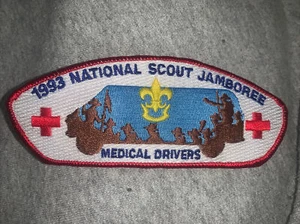 1993 NATIONAL SCOUT JAMBOREE
MEDICAL DRIVERS